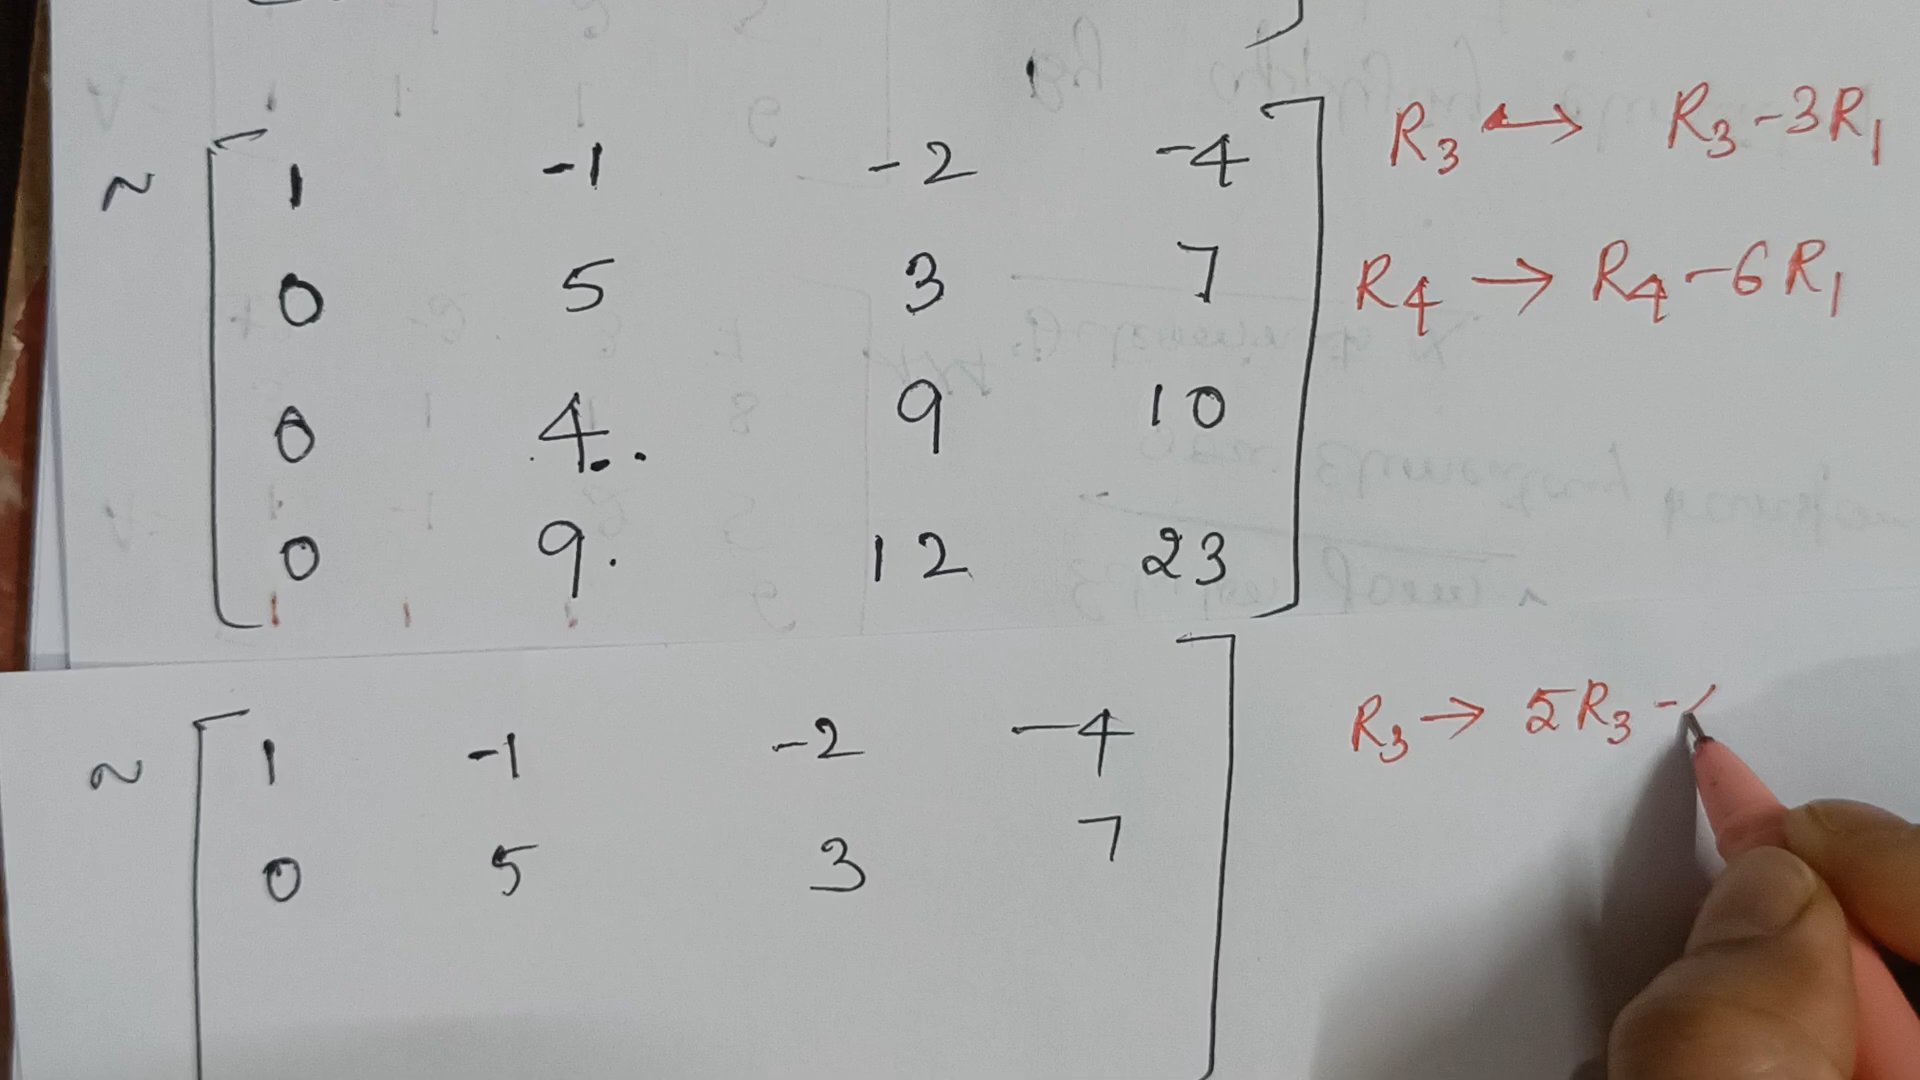 ~ [ 1 -1 -2 -4 ] R3 ↔ R3 - 3R1
0 5 3 7 R4 → R4 - 6R1
0 4 9 10
0 9 12 23
~ [ 1 -1 -2 -4 ] R3 → 5R3 -
0 5 3 7